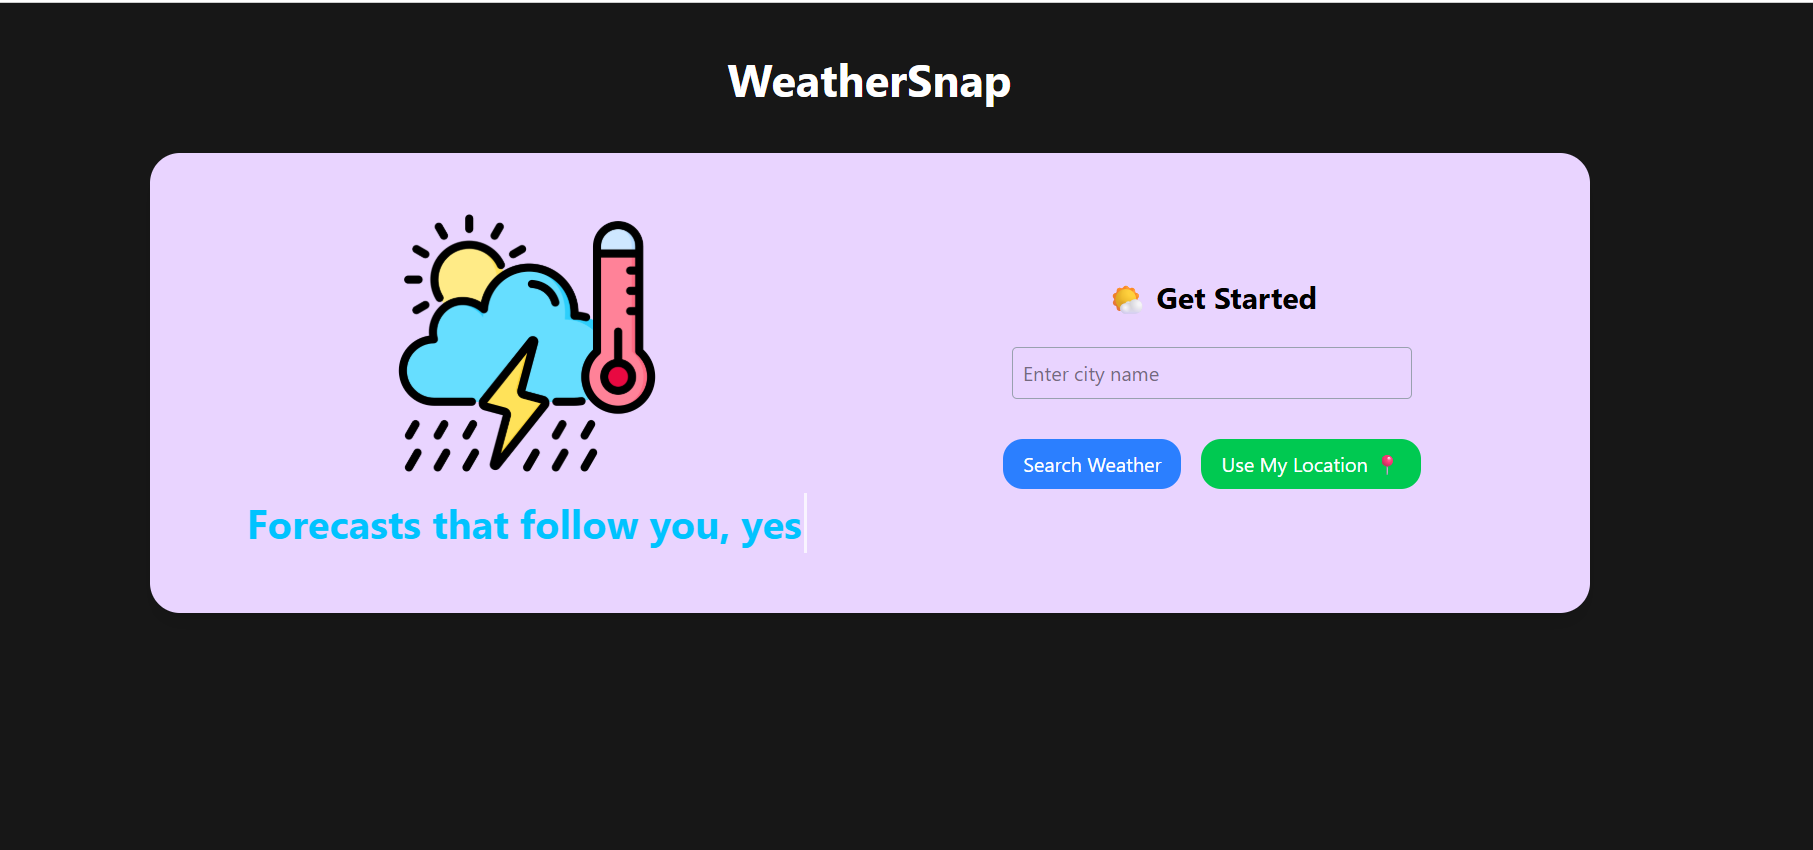 WeatherSnap
Forecasts that follow you, yes
🌤️ Get Started
Enter city name
Search Weather
Use My Location 📍